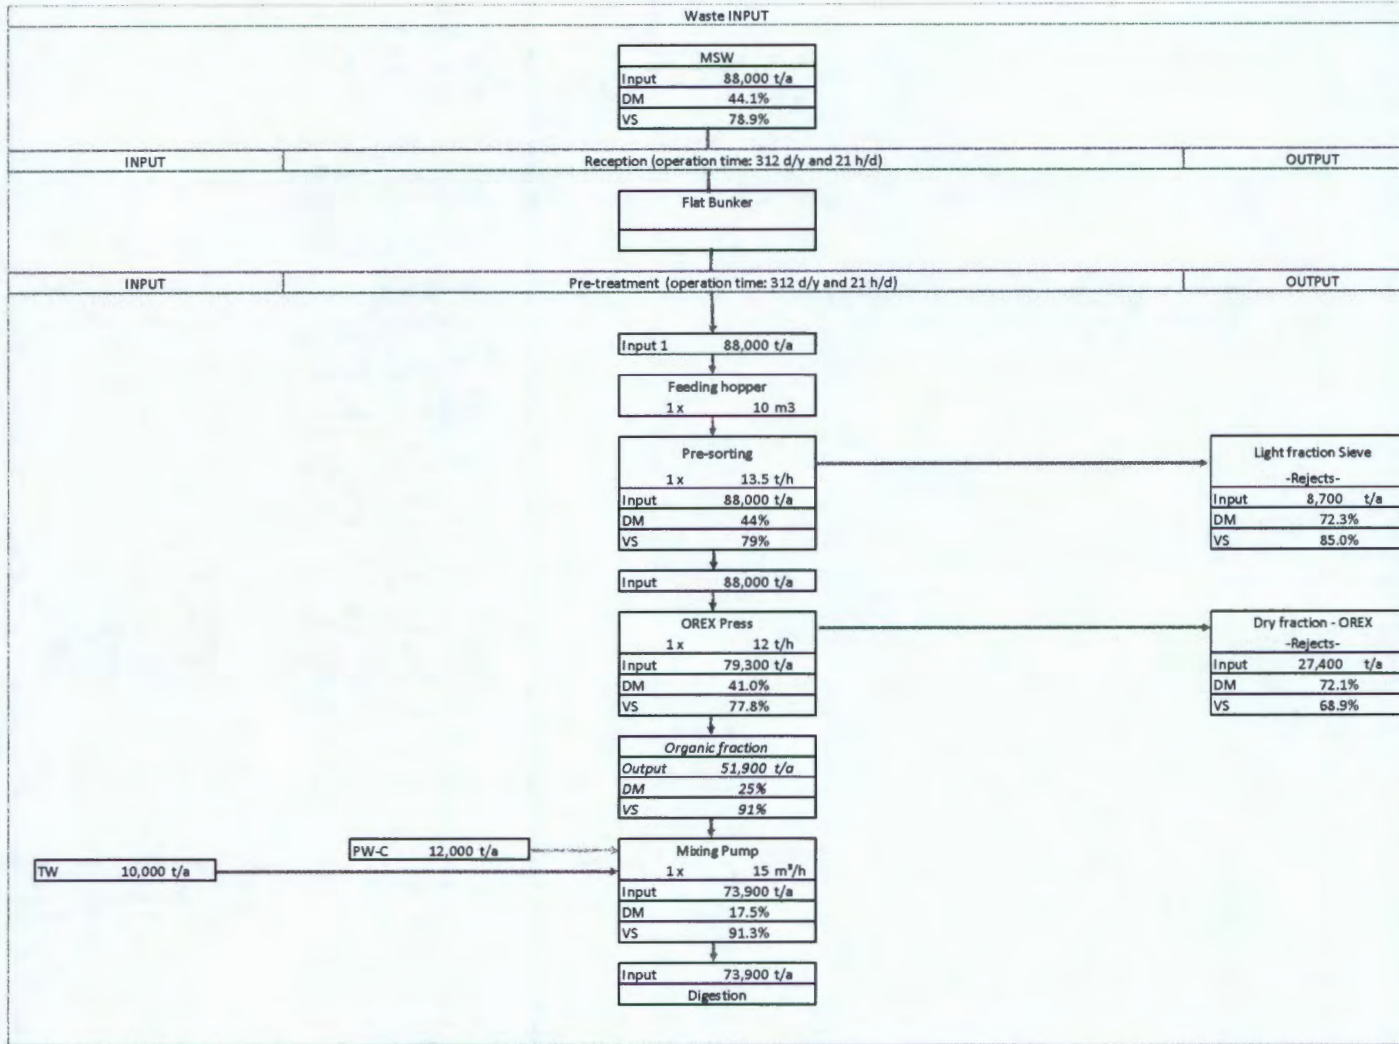 Waste INPUT
MSW
Input 88,000 t/a
DM 44.1%
VS 78.9%
INPUT Reception (operation time: 312 d/y and 21 h/d) OUTPUT
Flat Bunker
INPUT Pre-treatment (operation time: 312 d/y and 21 h/d) OUTPUT
Input 1 88,000 t/a
Feeding hopper
1 x 10 m3
Pre-sorting
1 x 13.5 t/h
Input 88,000 t/a
DM 44%
VS 79%
Light fraction Sieve
-Rejects-
Input 8,700 t/a
DM 72.3%
VS 85.0%
Input 88,000 t/a
OREX Press
1 x 12 t/h
Input 79,300 t/a
DM 41.0%
VS 77.8%
Dry fraction - OREX
-Rejects-
Input 27,400 t/a
DM 72.1%
VS 68.9%
Organic fraction
Output 51,900 t/a
DM 25%
VS 91%
PW-C 12,000 t/a
TW 10,000 t/a
Mixing Pump
1 x 15 m³/h
Input 73,900 t/a
DM 17.5%
VS 91.3%
Input 73,900 t/a
Digestion